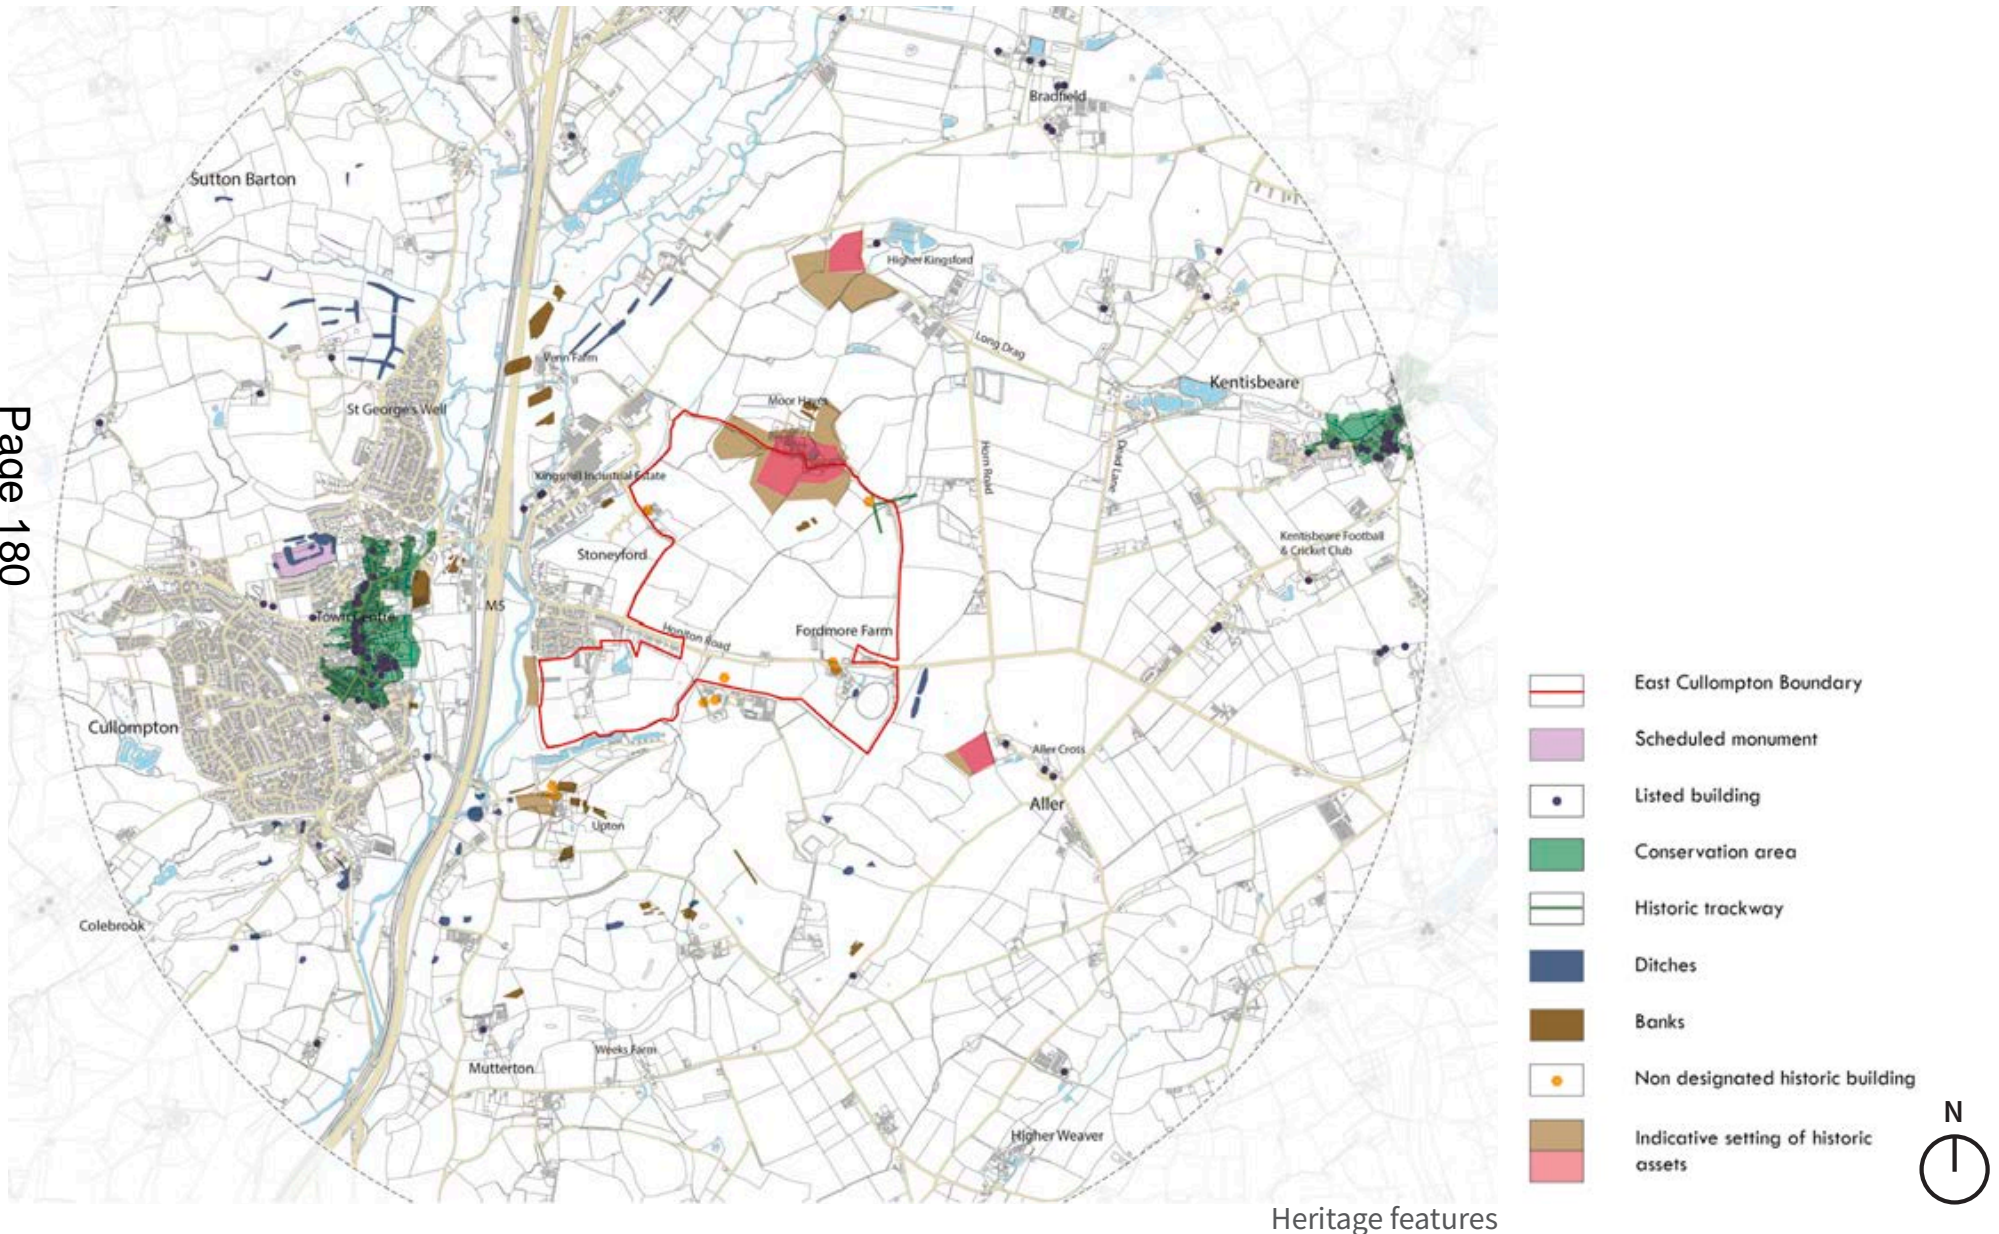 Page 180
Bradfield
Sutton Barton
Higher Kingsford
Long Drag
Venn Farm
Kentisbeare
Moor Hayes
St George's Well
Horn Road
Dead Lane
Kingsmill Industrial Estate
Kentisbeare Football
& Cricket Club
Stoneyford
M5
Town Centre
Honiton Road
Fordmore Farm
Cullompton
Aller Cross
Aller
Upton
Colebrook
Weeks Farm
Mutterton
Higher Weaver
East Cullompton Boundary
Scheduled monument
Listed building
Conservation area
Historic trackway
Ditches
Banks
Non designated historic building
Indicative setting of historic
assets
N
Heritage features